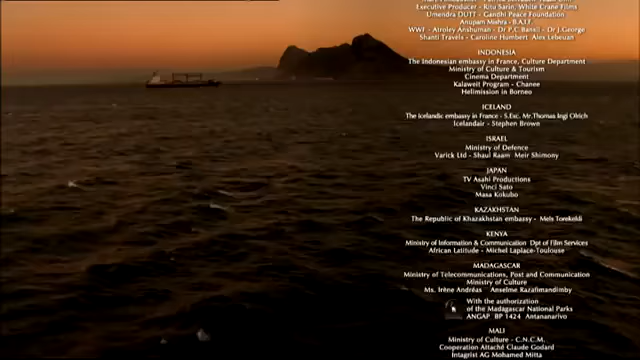 Executive Producer - Ritu Sarin, White Crane Films
Umendra DUTT - Gandhi Peace Foundation
Anupam Mishra - B.A.I.F.
WWF - Atroley Anshuman - Dr P.C.Bansil - Dr J.George
Shanti Travels - Caroline Humbert Alex Lebeuan
INDONESIA
The Indonesian embassy in France, Culture Department
Ministry of Culture & Tourism
Cinema Department
Kalaweit Program - Chanee
Helimission in Borneo
ICELAND
The Icelandic embassy in France - S.Exc. Mr.Thomas Ingi Olrich
Icelandair - Stephen Brown
ISRAEL
Ministry of Defence
Varick Ltd - Shaul Raam Meir Shimony
JAPAN
TV Asahi Productions
Vinci Sato
Masa Kokubo
KAZAKHSTAN
The Republic of Khazakhstan embassy - Mels Torekeldi
KENYA
Ministry of Information & Communication Dpt of Film Services
African Latitude - Michel Laplace-Toulouse
MADAGASCAR
Ministry of Telecommunications, Post and Communication
Ministry of Culture
Ms. Irène Andréas Anselme Razafimandimby
With the authorization
of the Madagascar National Parks
ANGAP BP 1424 Antananarivo
MALI
Ministry of Culture - C.N.C.M.
Cooperation Attaché Claude Godard
Intagrist AG Mohamed Mitta